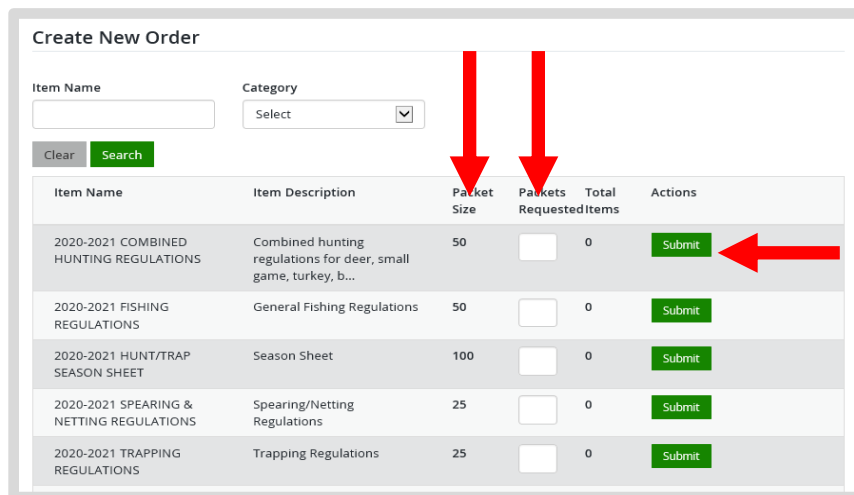 Create New Order
Item Name Category
Select
Clear Search
Item Name Item Description Packet Packets Total Actions
Size Requested Items
2020-2021 COMBINED Combined hunting 50 0 Submit
HUNTING REGULATIONS regulations for deer, small
game, turkey, b...
2020-2021 FISHING General Fishing Regulations 50 0 Submit
REGULATIONS
2020-2021 HUNT/TRAP Season Sheet 100 0 Submit
SEASON SHEET
2020-2021 SPEARING & Spearing/Netting 25 0 Submit
NETTING REGULATIONS Regulations
2020-2021 TRAPPING Trapping Regulations 25 0 Submit
REGULATIONS